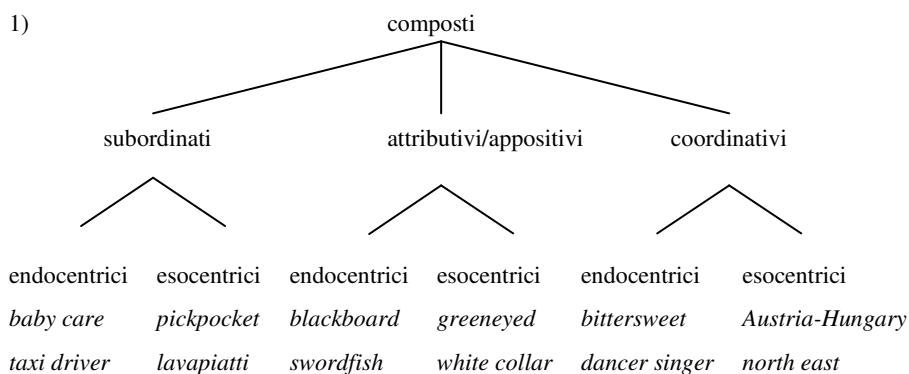 1) composti
subordinati attributivi/appositivi coordinativi
endocentrici esocentrici endocentrici esocentrici endocentrici esocentrici
baby care pickpocket blackboard greeneyed bittersweet Austria-Hungary
taxi driver lavapiatti swordfish white collar dancer singer north east